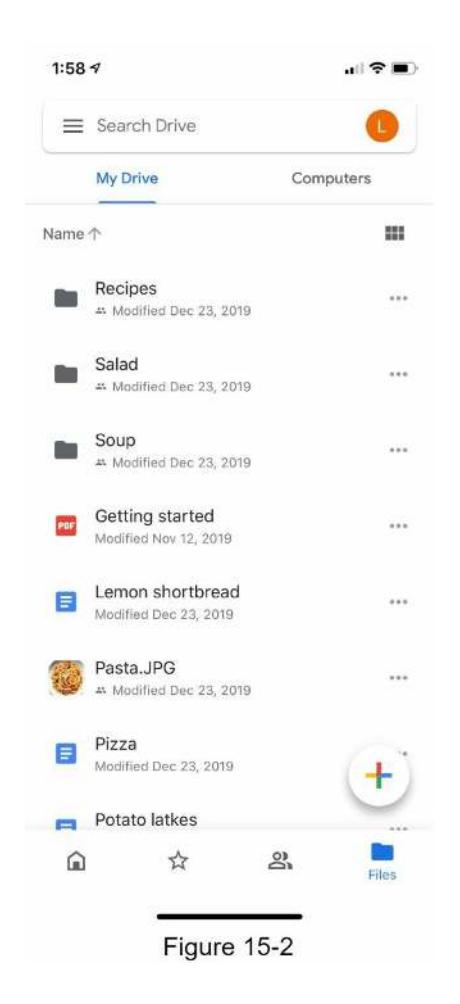 1:58
Search Drive
L
My Drive Computers
Name
Recipes
Modified Dec 23, 2019
Salad
Modified Dec 23, 2019
Soup
Modified Dec 23, 2019
PDF
Getting started
Modified Nov 12, 2019
Lemon shortbread
Modified Dec 23, 2019
Pasta.JPG
Modified Dec 23, 2019
Pizza
Modified Dec 23, 2019
Potato latkes
Files
Figure 15-2